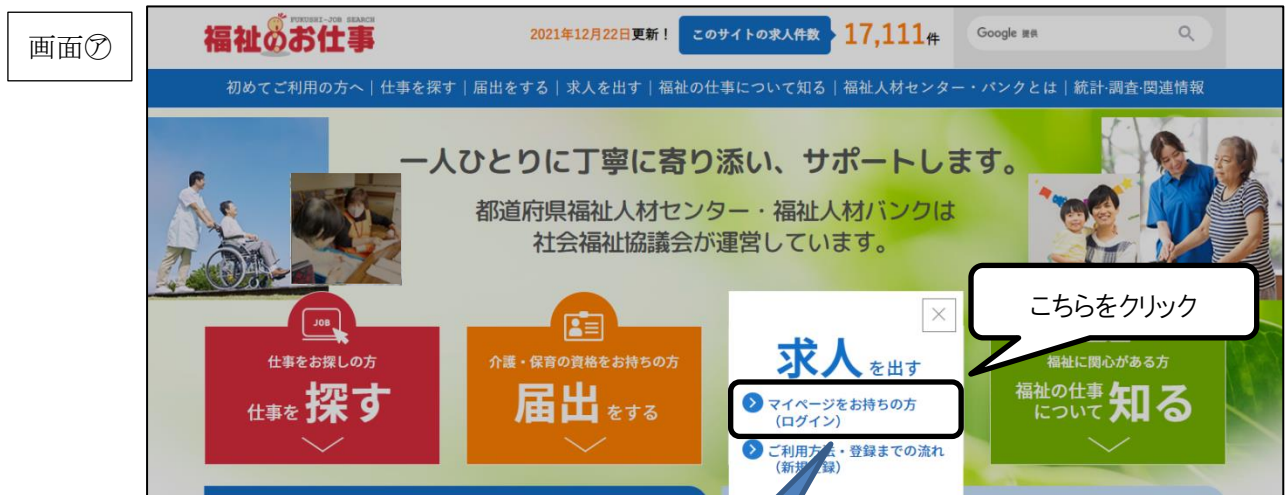 画面㋐
FUKUSHI-JOB SEARCH
福祉のお仕事
2021年12月22日更新！
このサイトの求人件数
17,111件
Google 提供
初めてご利用の方へ｜仕事を探す｜届出をする｜求人を出す｜福祉の仕事について知る｜福祉人材センター・バンクとは｜統計・調査・関連情報
一人ひとりに丁寧に寄り添い、サポートします。
都道府県福祉人材センター・福祉人材バンクは
社会福祉協議会が運営しています。
こちらをクリック
JOB
仕事をお探しの方
仕事を探す
介護・保育の資格をお持ちの方
届出をする
求人を出す
マイページをお持ちの方
（ログイン）
ご利用方法・登録までの流れ
（新規登録）
福祉に関心がある方
福祉の仕事
について知る